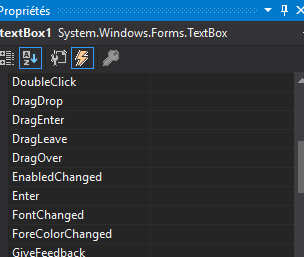 Propriétés
textBox1 System.Windows.Forms.TextBox
DoubleClick
DragDrop
DragEnter
DragLeave
DragOver
EnabledChanged
Enter
FontChanged
ForeColorChanged
GiveFeedback